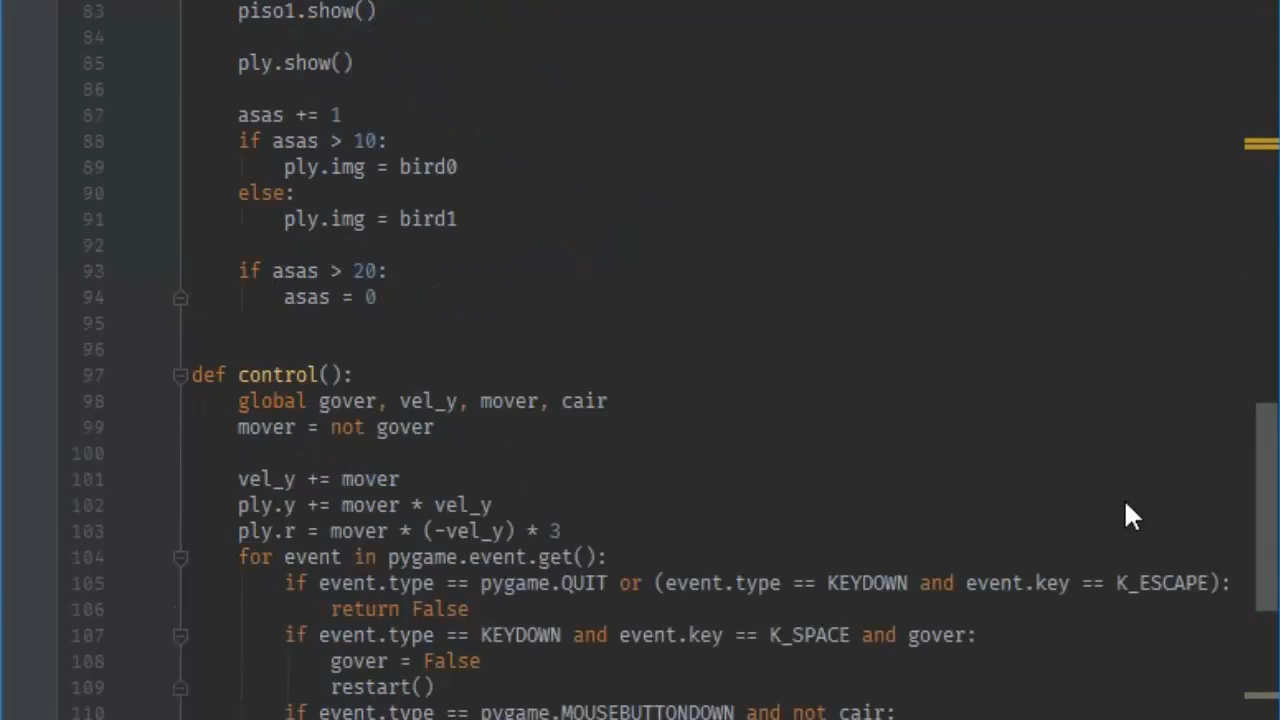 83 piso1.show()
84
85 ply.show()
86
87 asas += 1
88 if asas > 10:
89 ply.img = bird0
90 else:
91 ply.img = bird1
92
93 if asas > 20:
94 asas = 0
95
96
97 def control():
98 global gover, vel_y, mover, cair
99 mover = not gover
100
101 vel_y += mover
102 ply.y += mover * vel_y
103 ply.r = mover * (-vel_y) * 3
104 for event in pygame.event.get():
105 if event.type == pygame.QUIT or (event.type == KEYDOWN and event.key == K_ESCAPE):
106 return False
107 if event.type == KEYDOWN and event.key == K_SPACE and gover:
108 gover = False
109 restart()
110 if event.type == pygame.MOUSEBUTTONDOWN and not cair: